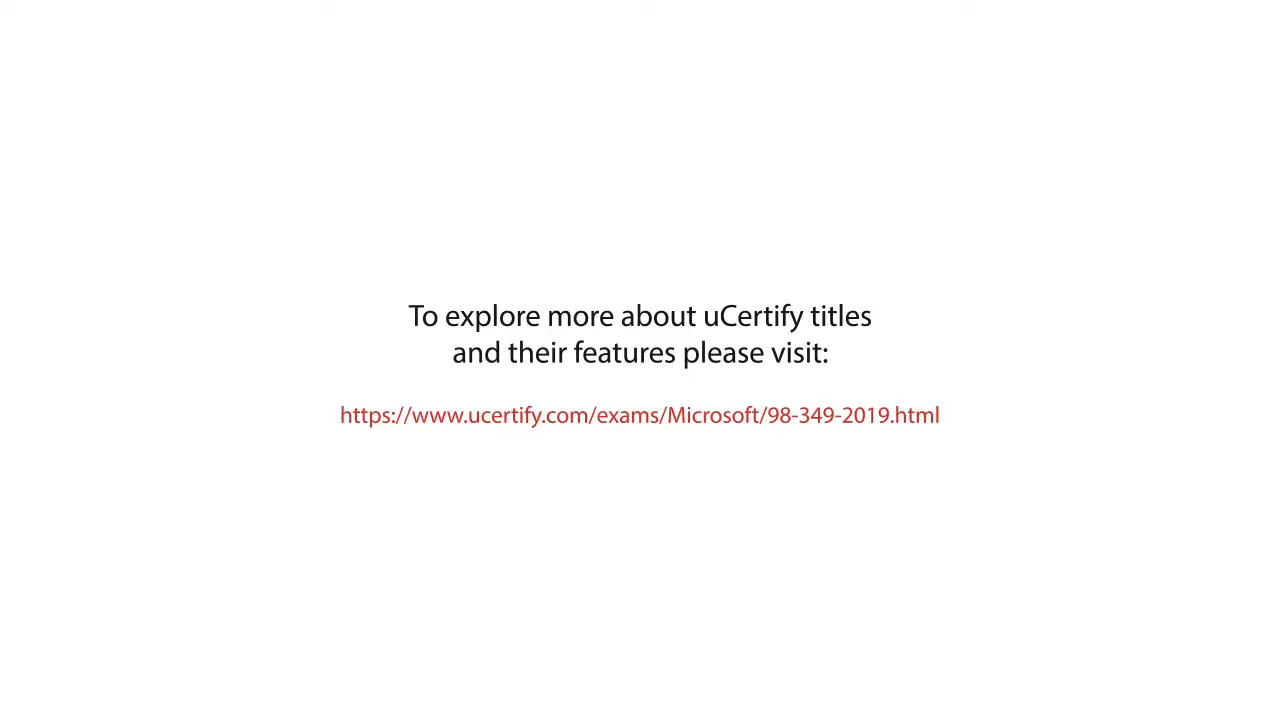 To explore more about uCertify titles
and their features please visit:
https://www.ucertify.com/exams/Microsoft/98-349-2019.html